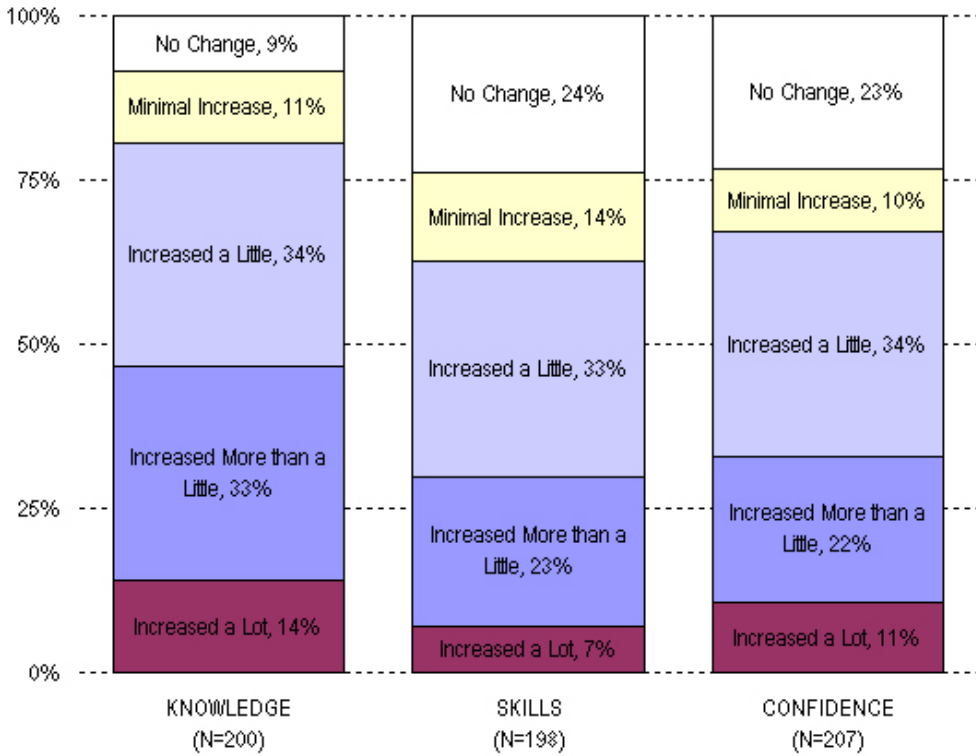 100%
75%
50%
25%
0%
No Change, 9%
Minimal Increase, 11%
Increased a Little, 34%
Increased More than a
Little, 33%
Increased a Lot, 14%
KNOWLEDGE
(N=200)
No Change, 24%
Minimal Increase, 14%
Increased a Little, 33%
Increased More than a
Little, 23%
Increased a Lot, 7%
SKILLS
(N=198)
No Change, 23%
Minimal Increase, 10%
Increased a Little, 34%
Increased More than a
Little, 22%
Increased a Lot, 11%
CONFIDENCE
(N=207)